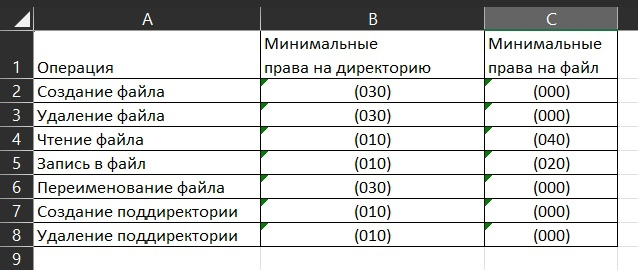 A B C
Минимальные Минимальные
1 Операция права на директорию права на файл
2 Создание файла (030) (000)
3 Удаление файла (030) (000)
4 Чтение файла (010) (040)
5 Запись в файл (010) (020)
6 Переименование файла (030) (000)
7 Создание поддиректории (010) (000)
8 Удаление поддиректории (010) (000)
9